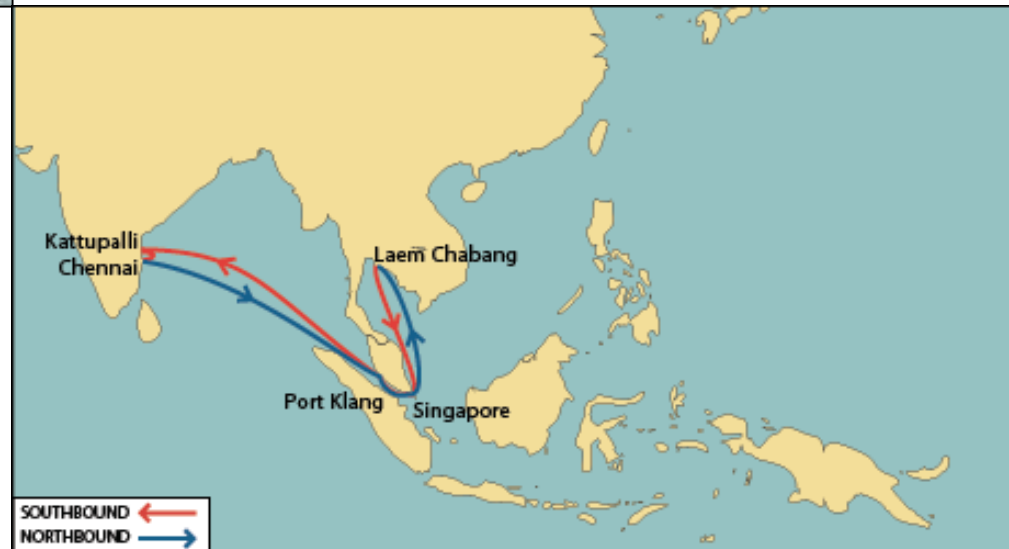 Kattupalli
Chennai
Laem Chabang
Port Klang
Singapore
SOUTHBOUND
NORTHBOUND